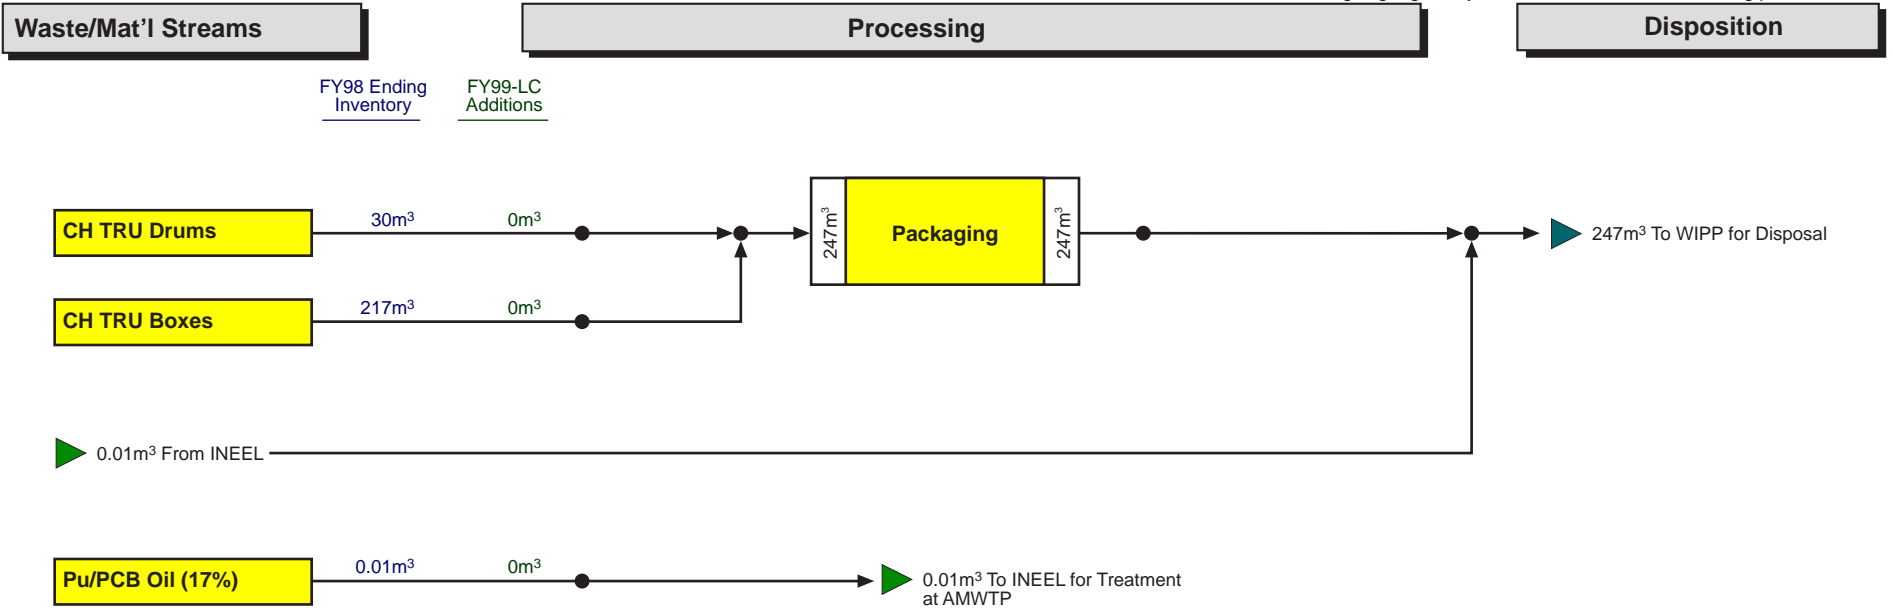 Waste/Mat'l Streams
Processing
Disposition
FY98 Ending
Inventory
FY99-LC
Additions
CH TRU Drums
30m³
0m³
247m³
Packaging
247m³
247m³ To WIPP for Disposal
CH TRU Boxes
217m³
0m³
0.01m³ From INEEL
Pu/PCB Oil (17%)
0.01m³
0m³
0.01m³ To INEEL for Treatment
at AMWTP